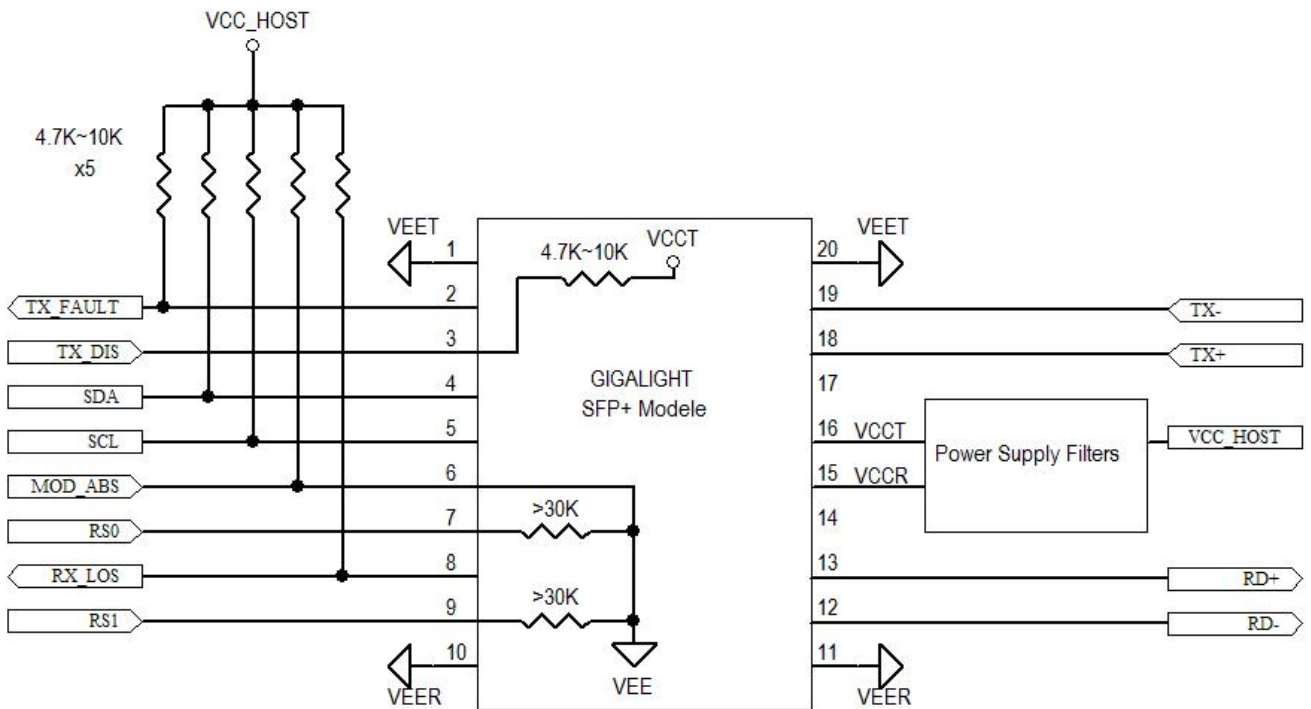 VCC_HOST
4.7K~10K
x5
VEET
1
2
3
4
5
6
7
8
9
10
VEER
TX_FAULT
TX_DIS
SDA
SCL
MOD_ABS
RS0
RX_LOS
RS1
4.7K~10K
VCCT
GIGALIGHT
SFP+ Modele
>30K
>30K
VEE
VEET
20
19
18
17
16
VCCT
15
VCCR
14
13
12
11
VEER
Power Supply Filters
TX-
TX+
VCC_HOST
RD+
RD-